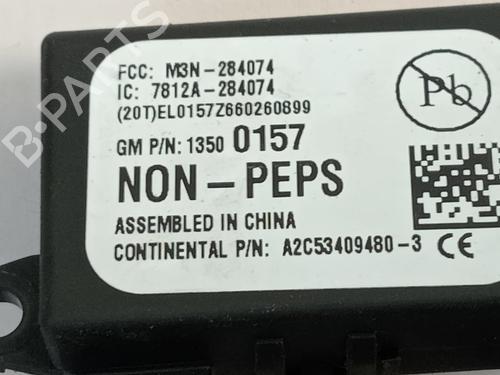 FCC: M3N-284074
IC: 7812A-284074
(20T)EL0157Z660260899
Pb
GM P/N: 1350 0157
NON-PEPS
ASSEMBLED IN CHINA
CONTINENTAL P/N: A2C53409480-3 CE